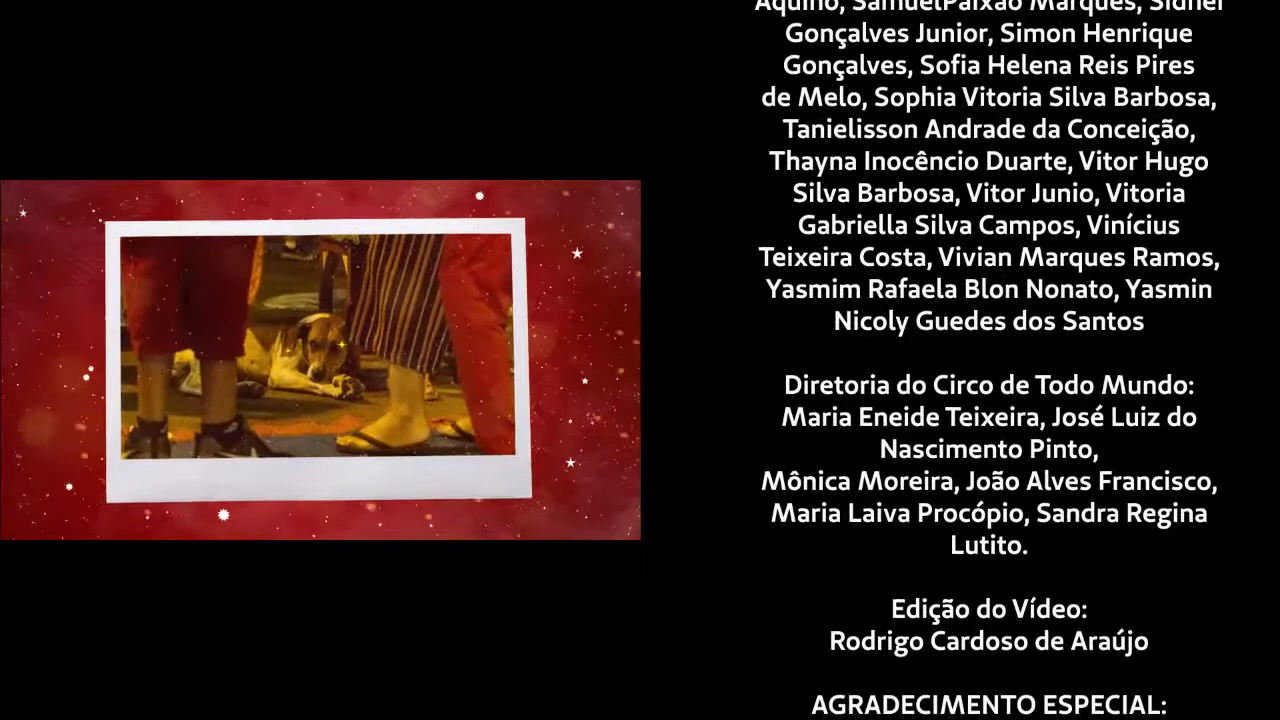 Aquino, SamuelPaixão Marques, Sidnei
Gonçalves Junior, Simon Henrique
Gonçalves, Sofia Helena Reis Pires
de Melo, Sophia Vitoria Silva Barbosa,
Tanielisson Andrade da Conceição,
Thayna Inocêncio Duarte, Vitor Hugo
Silva Barbosa, Vitor Junio, Vitoria
Gabriella Silva Campos, Vinícius
Teixeira Costa, Vivian Marques Ramos,
Yasmim Rafaela Blon Nonato, Yasmin
Nicoly Guedes dos Santos
Diretoria do Circo de Todo Mundo:
Maria Eneide Teixeira, José Luiz do
Nascimento Pinto,
Mônica Moreira, João Alves Francisco,
Maria Laiva Procópio, Sandra Regina
Lutito.
Edição do Vídeo:
Rodrigo Cardoso de Araújo
AGRADECIMENTO ESPECIAL: